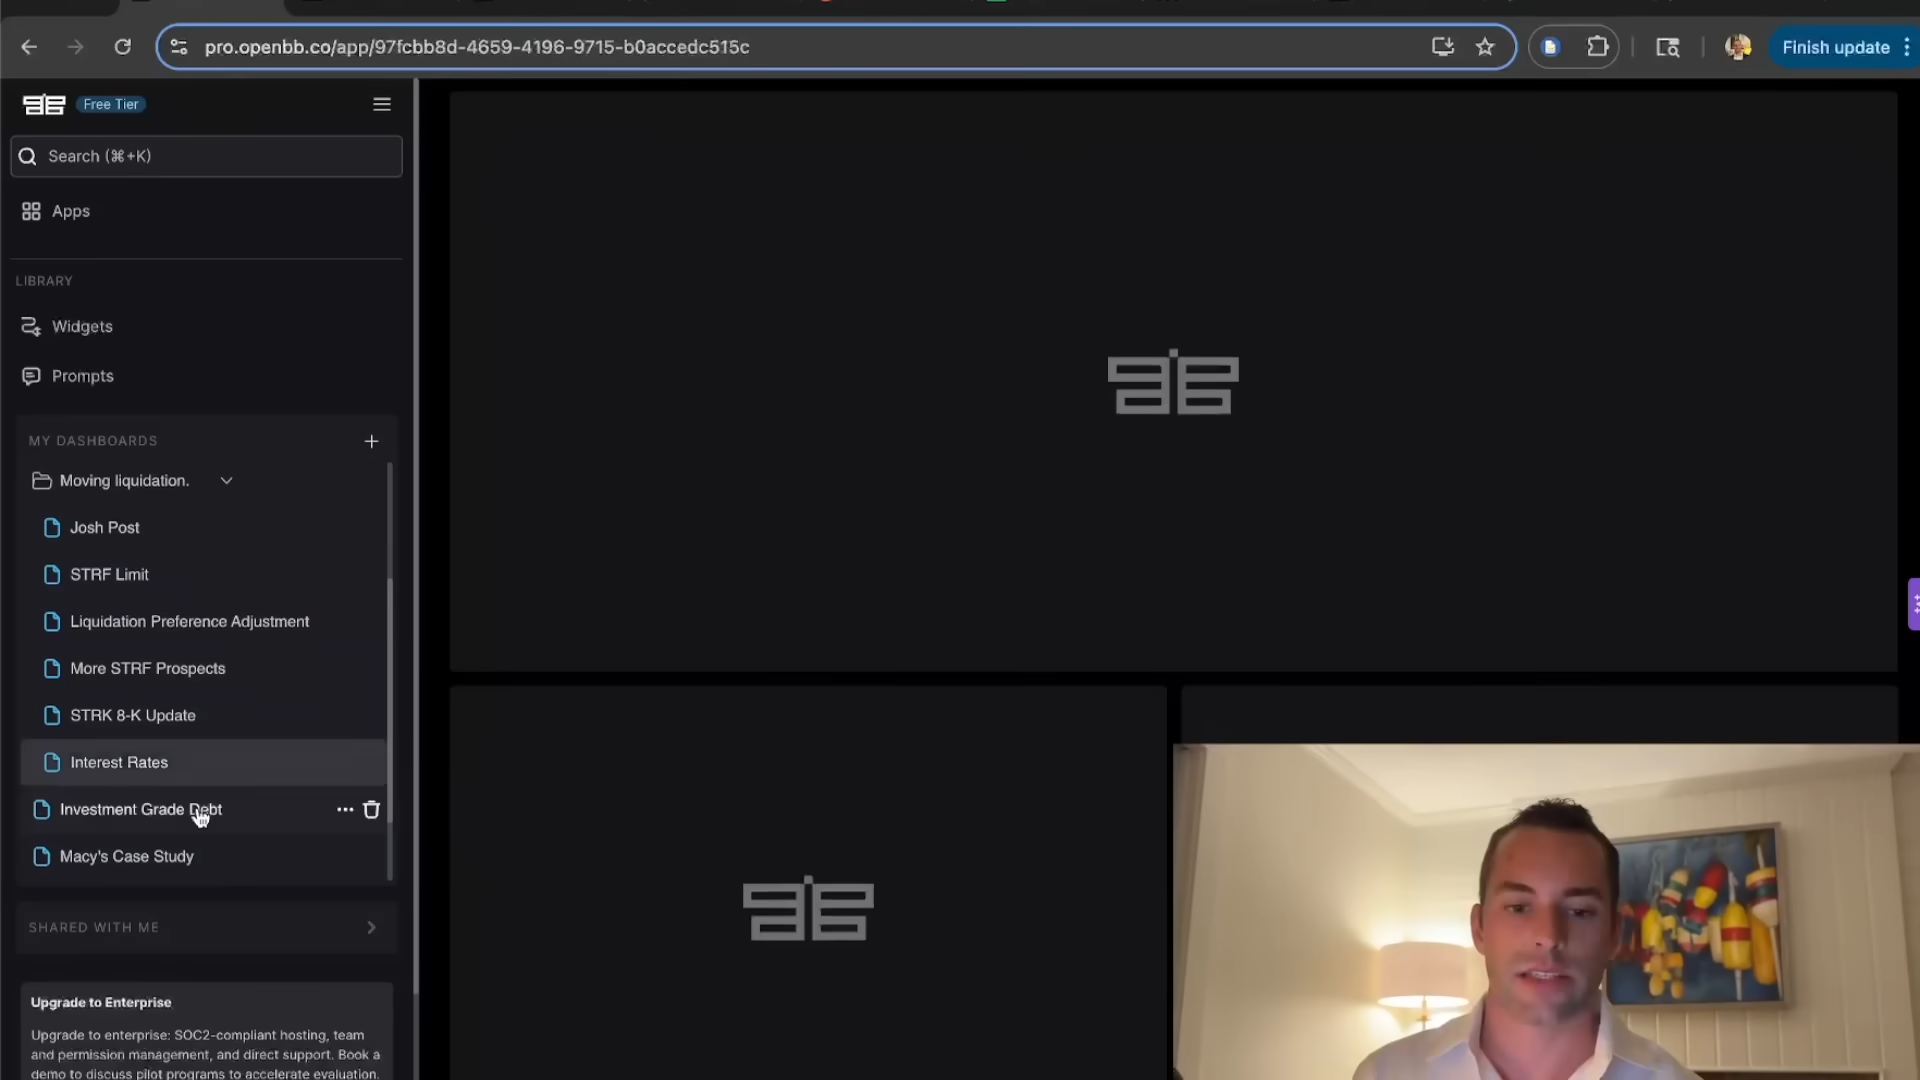 pro.openbb.co/app/97fcbb8d-4659-4196-9715-b0accedc515c
Finish update
Free Tier
Search (⌘+K)
Apps
LIBRARY
Widgets
Prompts
MY DASHBOARDS
Moving liquidation.
Josh Post
STRF Limit
Liquidation Preference Adjustment
More STRF Prospects
STRK 8-K Update
Interest Rates
Investment Grade Debt
Macy's Case Study
SHARED WITH ME
Upgrade to Enterprise
Upgrade to enterprise: SOC2-compliant hosting, team
and permission management, and direct support. Book a
demo to discuss pilot programs to accelerate evaluation.